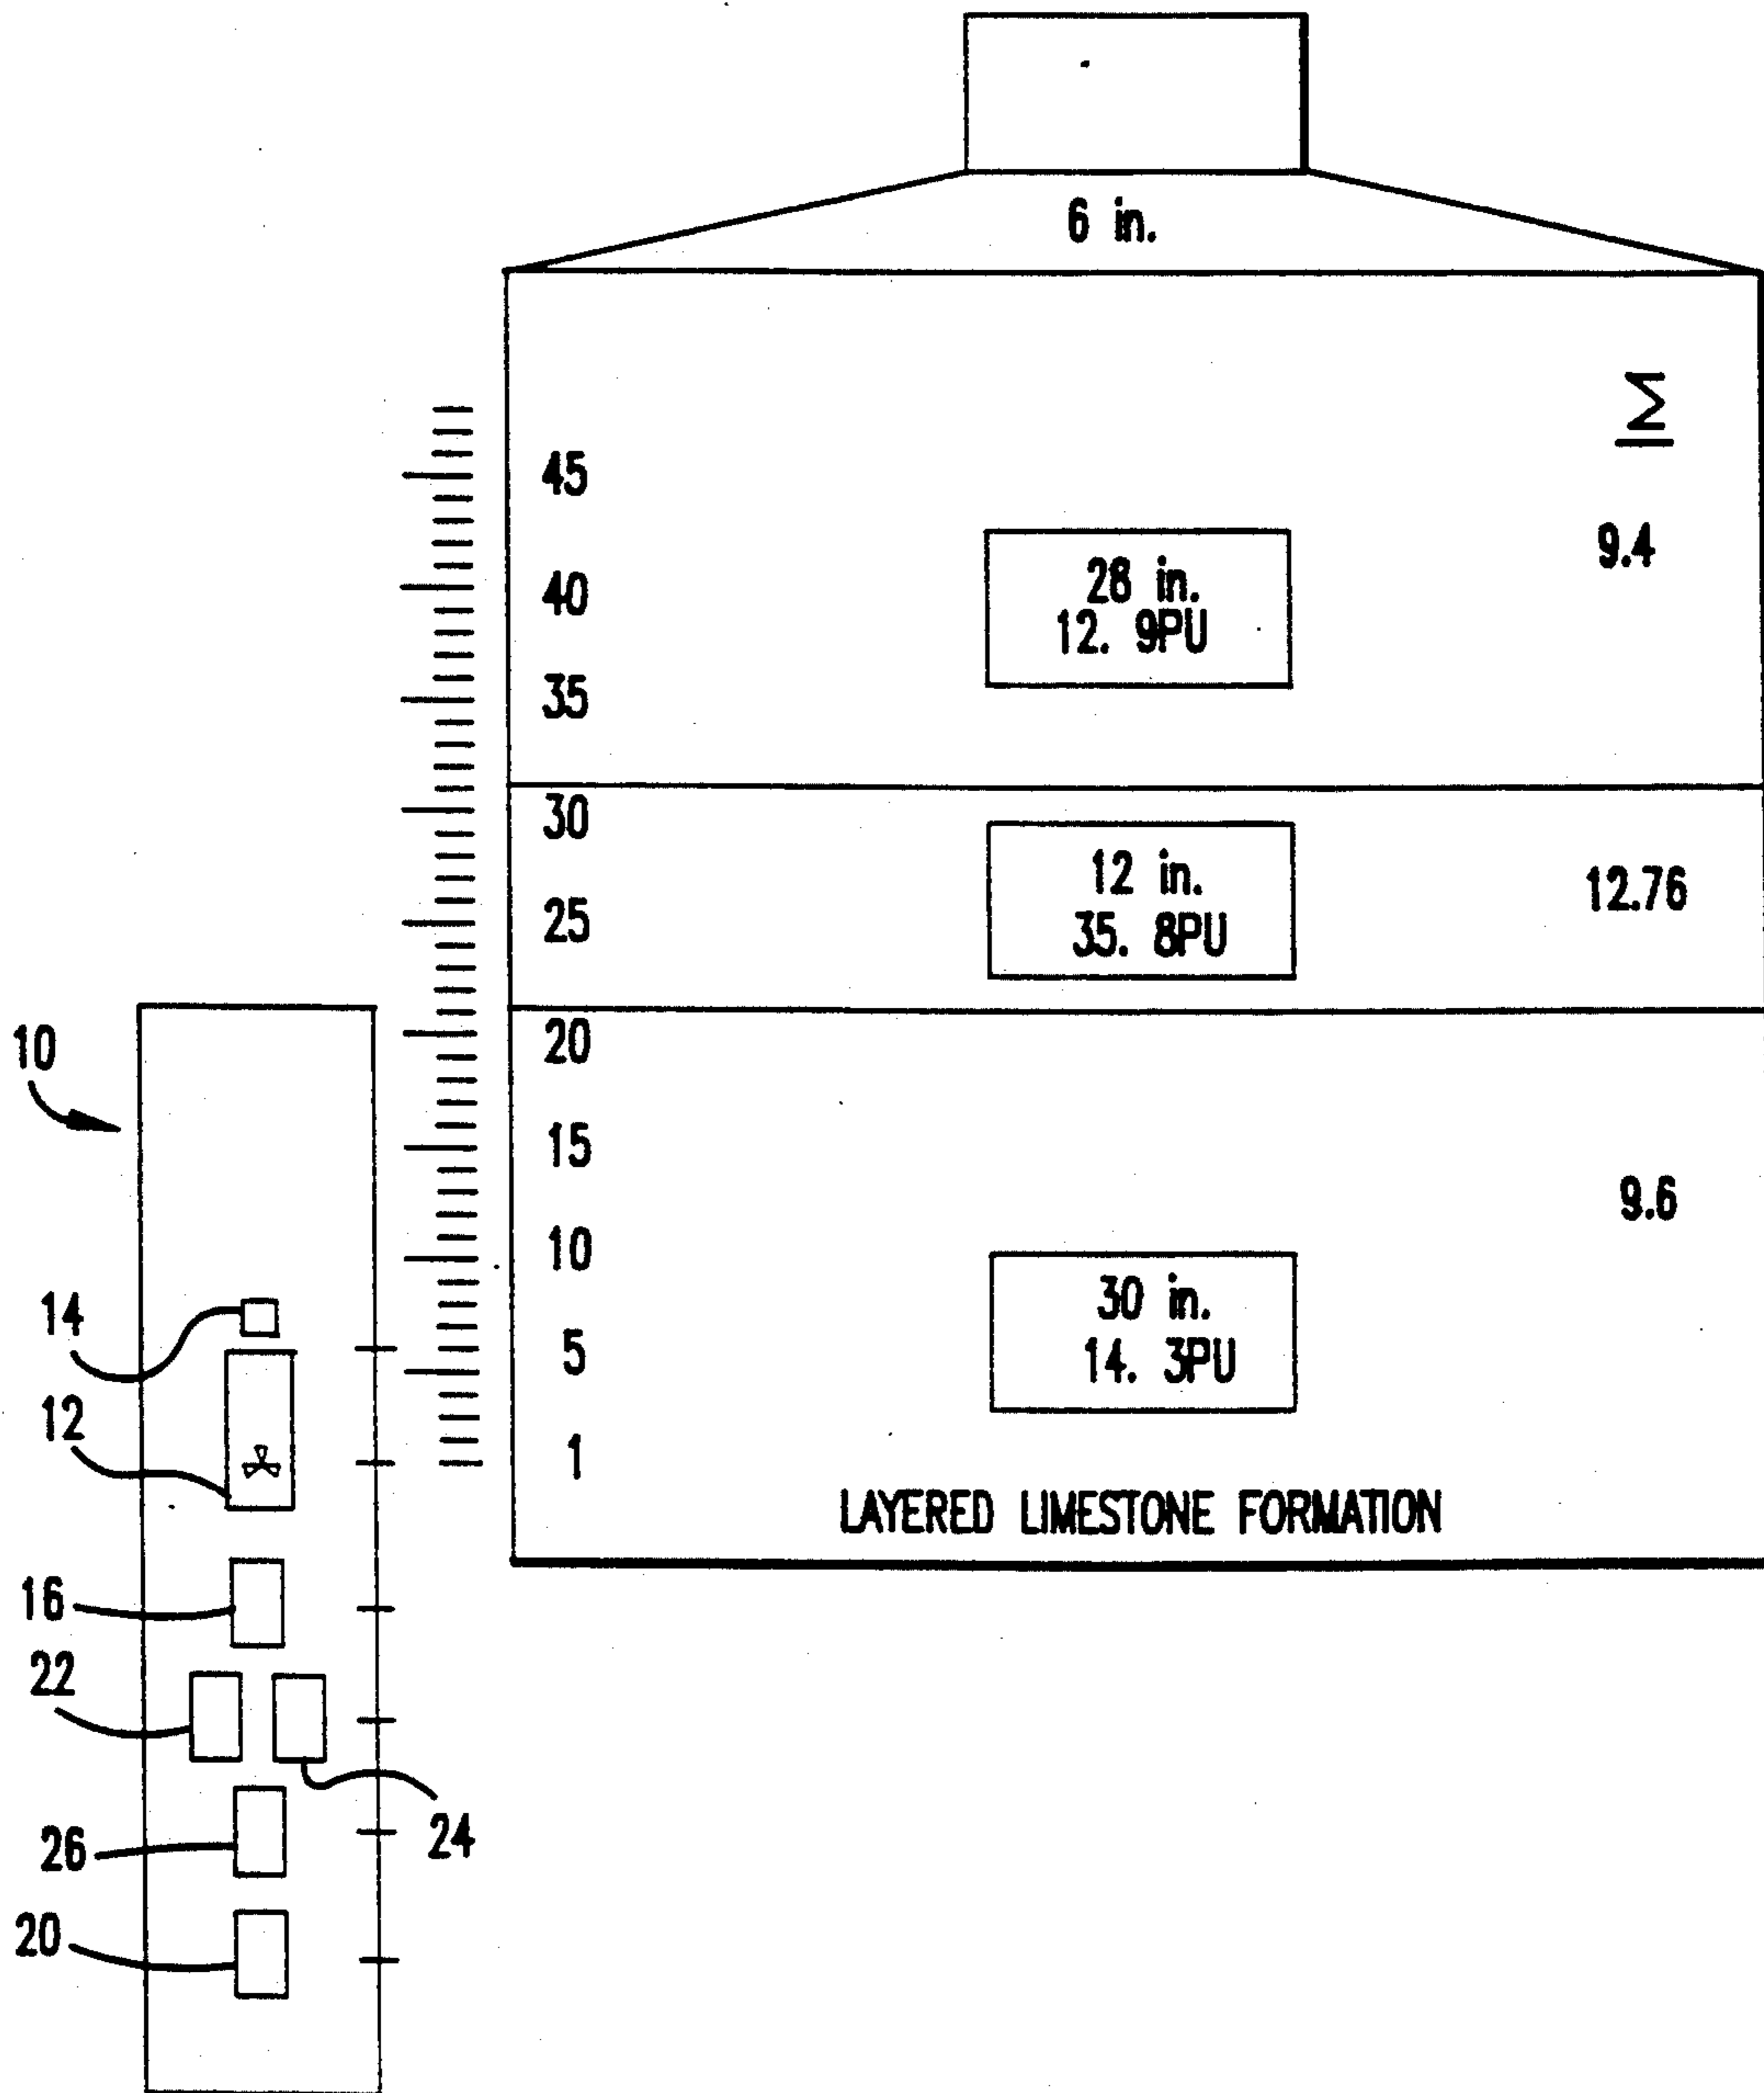 6 in.
Σ
45
9.4
28 in.
40
12. 9PU
35
30
12 in.
12.76
25
35. 8PU
20
10
15
9.6
10
30 in.
14
5
14. 3PU
12
1
LAYERED LIMESTONE FORMATION
16
22
24
26
20